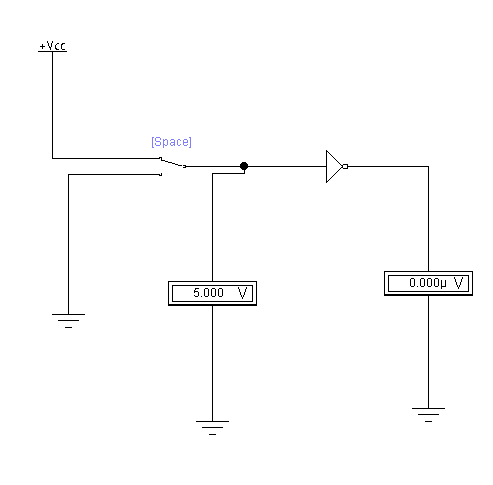 +Vcc
[Space]
5.000 V
0.000µ V